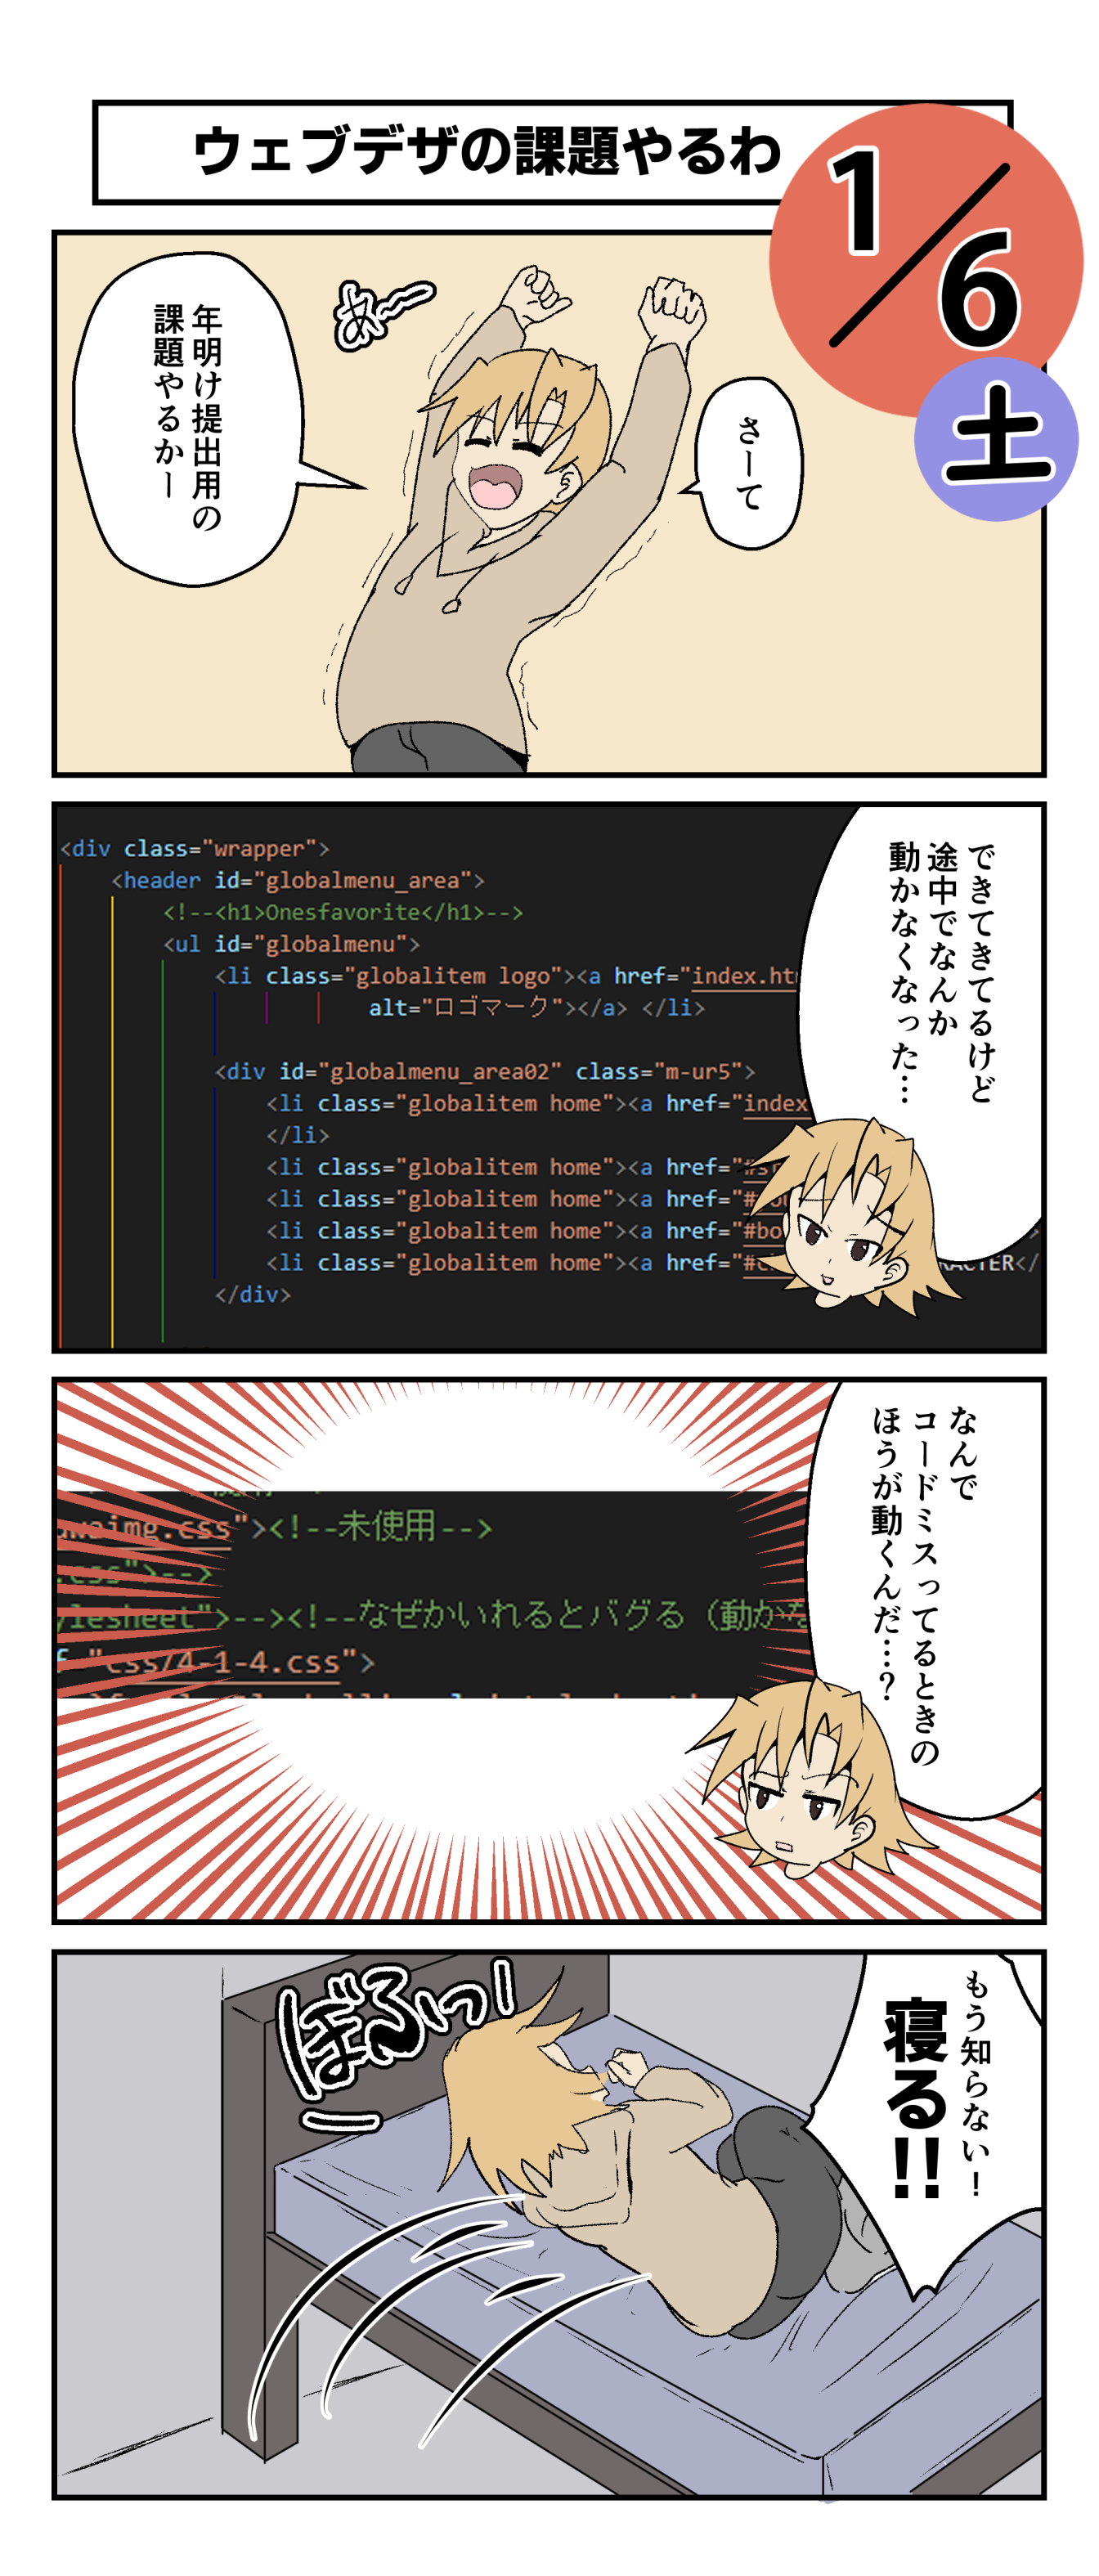 ウェブデザの課題やるわ
1/6
土
さーて
あ〜
年明け提出用の
課題やるかー
できてきてるけど
途中でなんか
動かなくなった…
<div class="wrapper">
<header id="globalmenu_area">
<!--<h1>Onesfavorite</h1>-->
<ul id="globalmenu">
<li class="globalitem logo"><a href="index.ht
alt="ロゴマーク"></a> </li>
<div id="globalmenu_area02" class="m-ur5">
<li class="globalitem home"><a href="index
</li>
<li class="globalitem home"><a href="#s
<li class="globalitem home"><a href="#
<li class="globalitem home"><a href="#bo
<li class="globalitem home"><a href="#c RACTER</
</div>
なんで
コードミスってるときの
ほうが動くんだ…？
img.css"><!--未使用-->
.css">-->
ylesheet">--><!--なぜかいれるとバグる（動かな
"css/4-1-4.css">
もう知らない！
寝る!!
ぼふっ